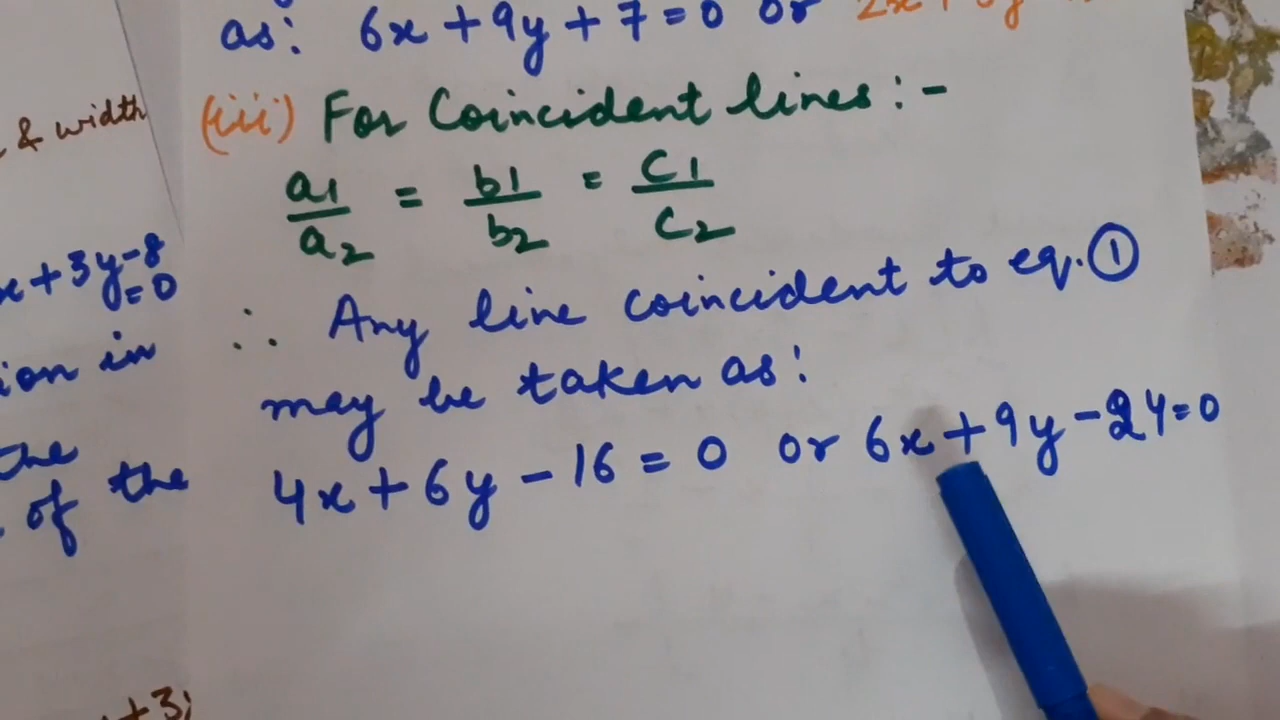 as: 6x + 9y + 7 = 0 or
(iii) For Coincident lines : -
a1/a2 = b1/b2 = c1/c2
∴ Any line coincident to eq. ①
may be taken as :
4x + 6y - 16 = 0 or 6x + 9y - 24 = 0
& width
x + 3y - 8
= 0
ion in
the
of the
+ 3